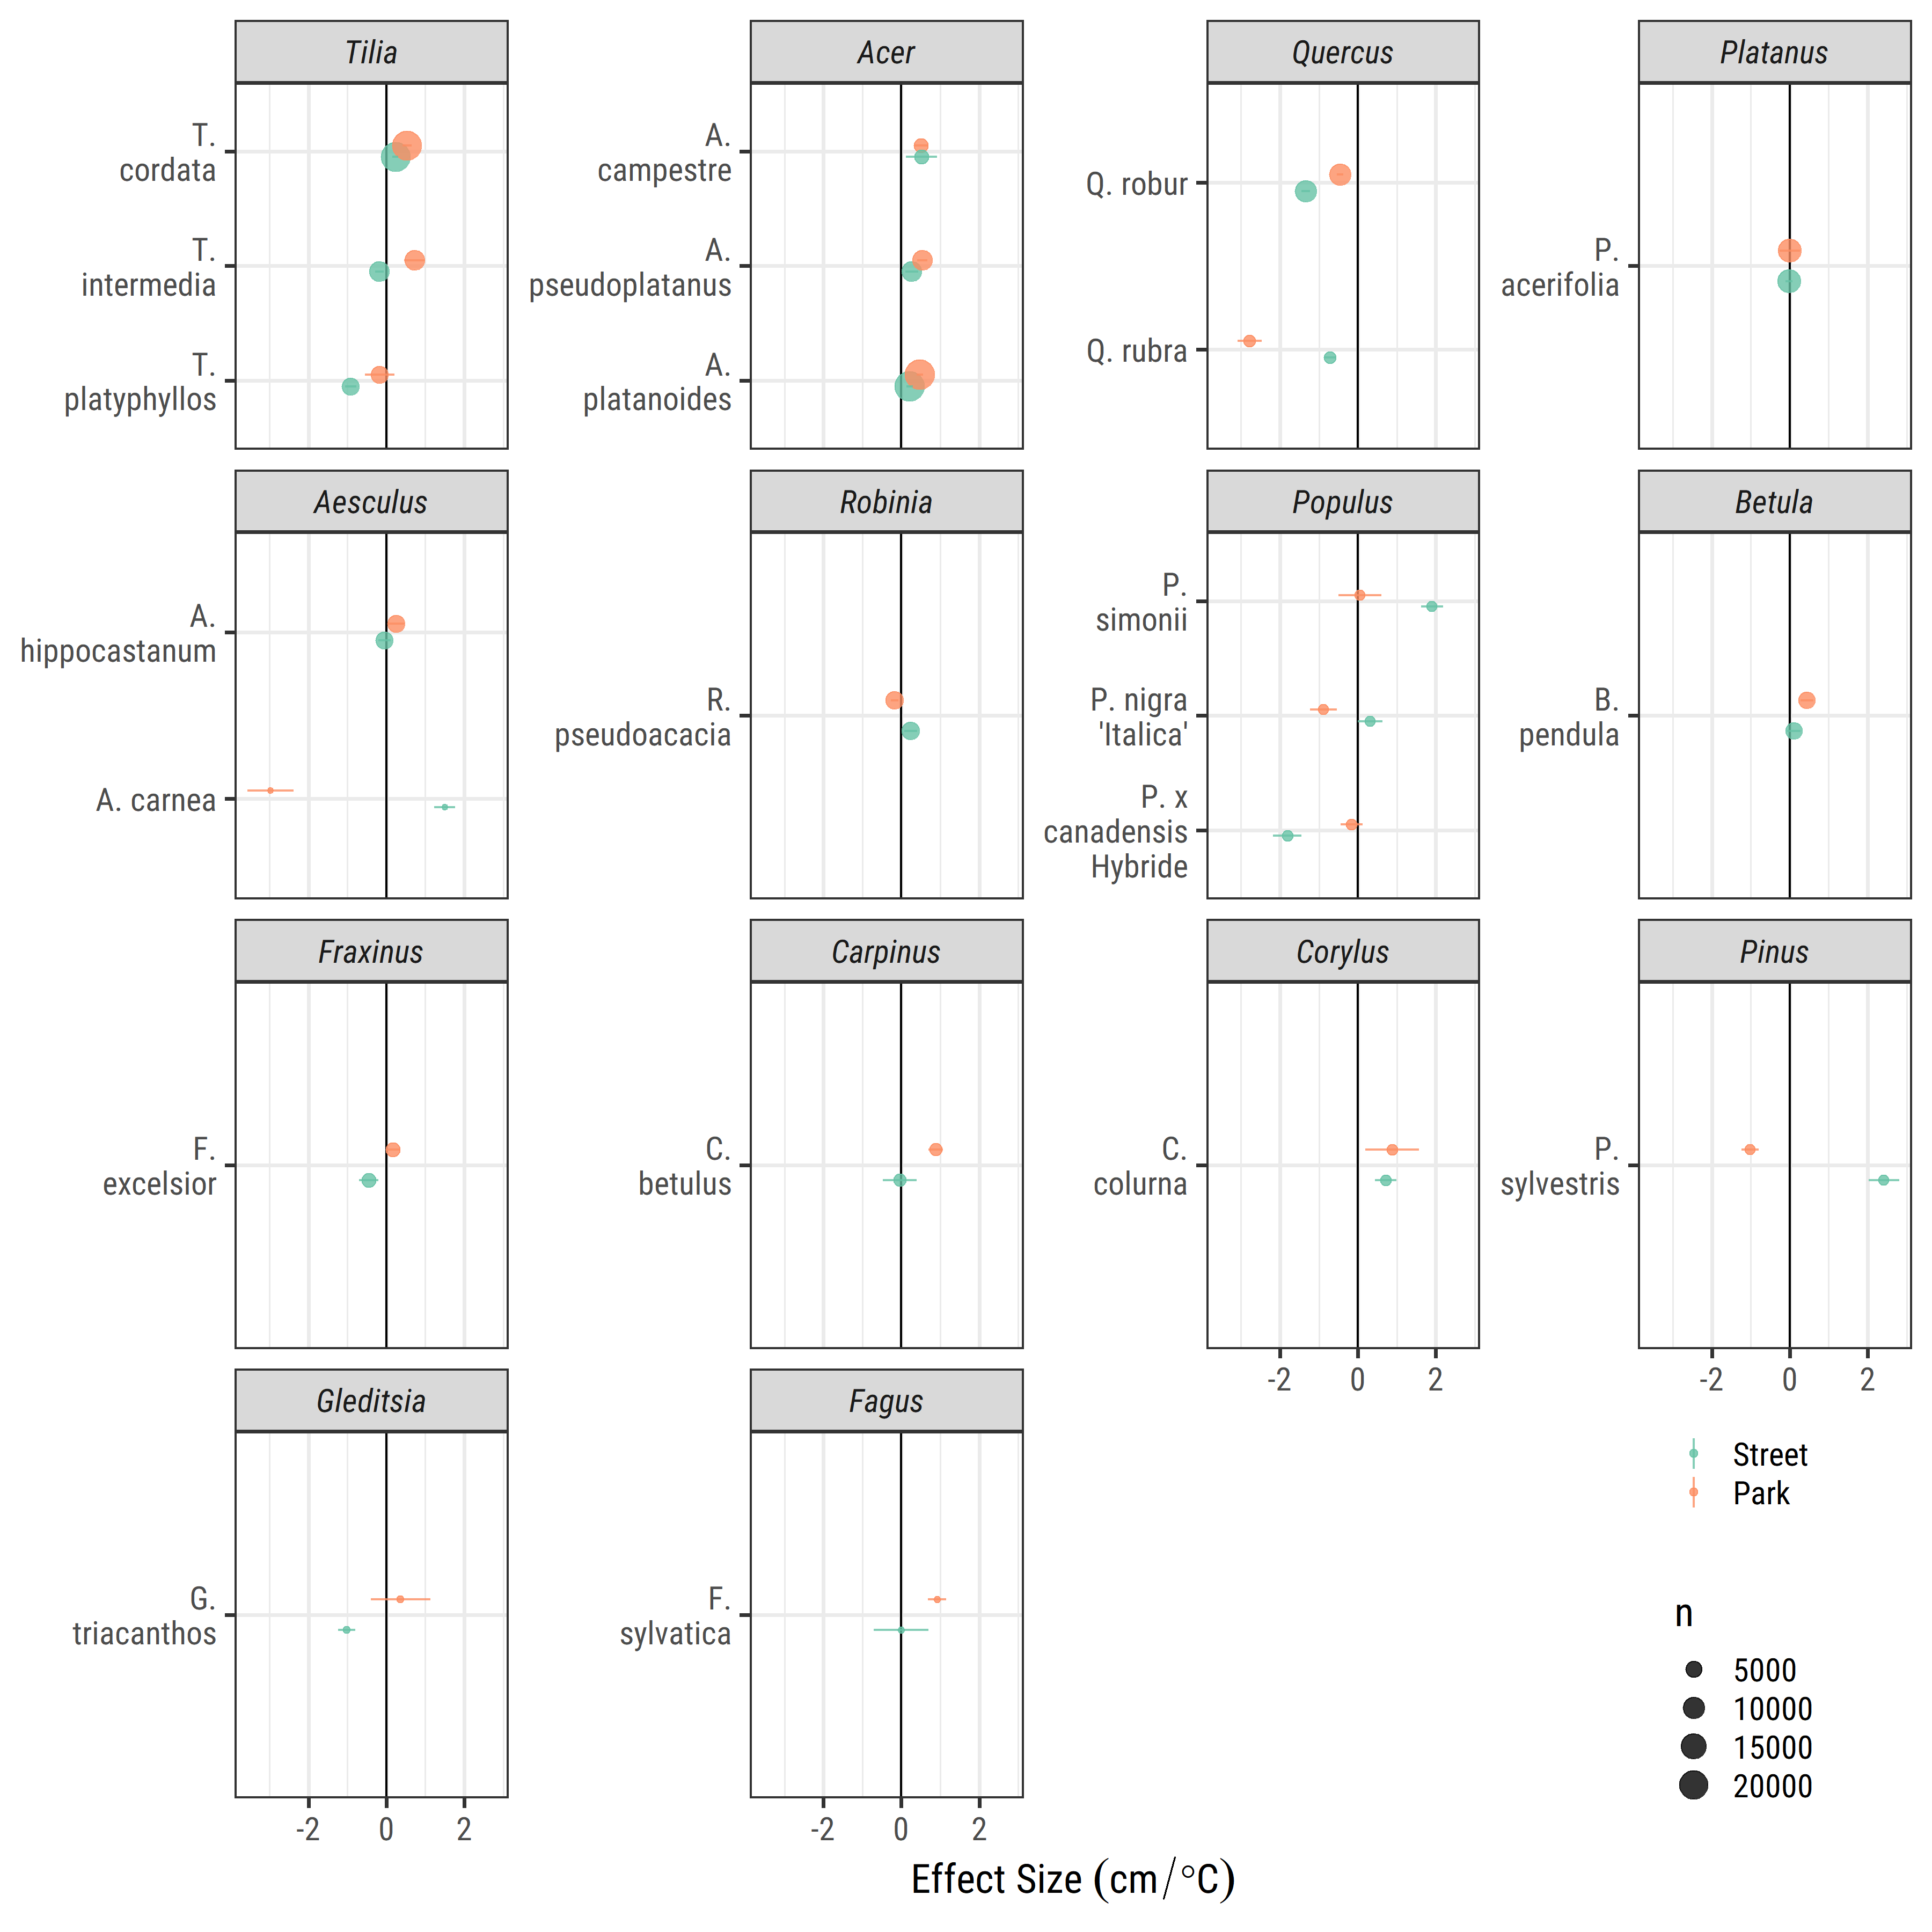 Tilia
Acer
Quercus
Platanus
T.
cordata
T.
intermedia
T.
platyphyllos
A.
campestre
A.
pseudoplatanus
A.
platanoides
Q. robur
Q. rubra
P.
acerifolia
Aesculus
Robinia
Populus
Betula
A.
hippocastanum
A. carnea
R.
pseudoacacia
P.
simonii
P. nigra
'Italica'
P. x
canadensis
Hybride
B.
pendula
Fraxinus
Carpinus
Corylus
Pinus
F.
excelsior
C.
betulus
C.
colurna
P.
sylvestris
-2 0 2
-2 0 2
Gleditsia
Fagus
G.
triacanthos
F.
sylvatica
-2 0 2
-2 0 2
Street
Park
n
5000
10000
15000
20000
Effect Size (cm/°C)